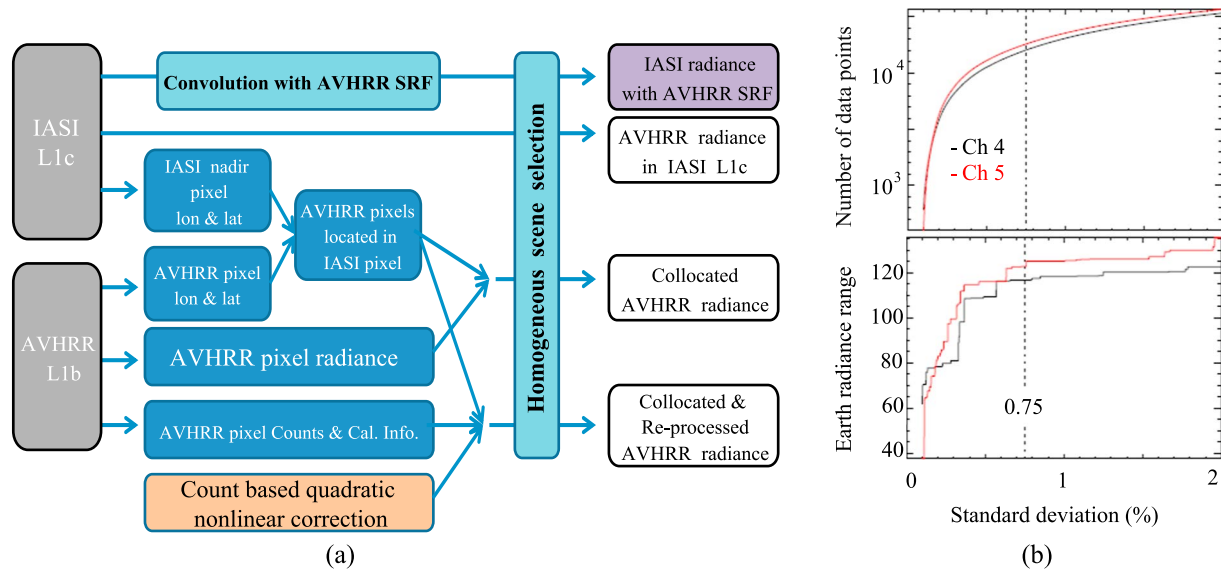 IASI
L1c
Convolution with AVHRR SRF
IASI nadir
pixel
lon & lat
AVHRR pixels
located in
IASI pixel
AVHRR pixel
lon & lat
AVHRR
L1b
AVHRR pixel radiance
AVHRR pixel Counts & Cal. Info.
Count based quadratic
nonlinear correction
Homogeneous scene selection
IASI radiance
with AVHRR SRF
AVHRR radiance
in IASI L1c
Collocated
AVHRR radiance
Collocated &
Re-processed
AVHRR radiance
(a)
Number of data points
10⁴
10³
- Ch 4
- Ch 5
Earth radiance range
120
100
80
60
40
0.75
0
1
2
Standard deviation (%)
(b)